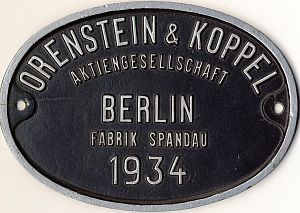 ORENSTEIN & KOPPEL
AKTIENGESELLSCHAFT
BERLIN
FABRIK SPANDAU
1934